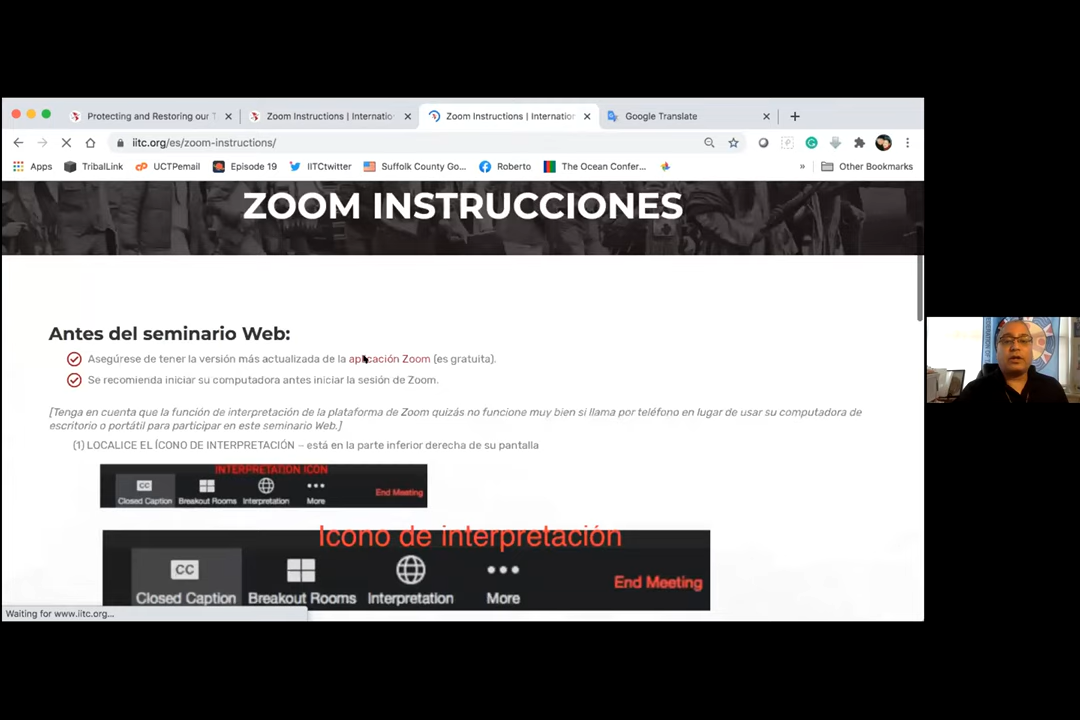 Protecting and Restoring our T
Zoom Instructions | Internatio
Zoom Instructions | Internation
Google Translate
iitc.org/es/zoom-instructions/
Apps
TribalLink
UCTPemail
Episode 19
IITCtwitter
Suffolk County Go...
Roberto
The Ocean Confer...
»
Other Bookmarks
ZOOM INSTRUCCIONES
Antes del seminario Web:
Asegúrese de tener la versión más actualizada de la aplicación Zoom (es gratuita).
Se recomienda iniciar su computadora antes iniciar la sesión de Zoom.
[Tenga en cuenta que la función de interpretación de la plataforma de Zoom quizás no funcione muy bien si llama por teléfono en lugar de usar su computadora de
escritorio o portátil para participar en este seminario Web.]
(1) LOCALICE EL ÍCONO DE INTERPRETACIÓN – está en la parte inferior derecha de su pantalla
INTERPRETATION ICON
CC
Closed Caption Breakout Rooms Interpretation More End Meeting
Icono de interpretación
CC
Closed Caption Breakout Rooms Interpretation More End Meeting
Waiting for www.iitc.org...